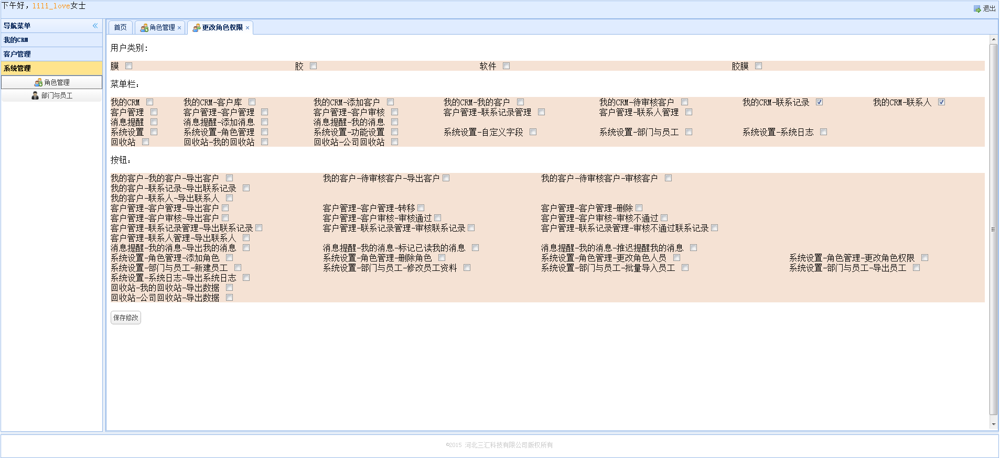 下午好，lili_love女士
退出
导航菜单
我的CRM
客户管理
系统管理
角色管理
部门与员工
首页 角色管理 更改角色权限
用户类别：
膜 胶 软件 胶膜
菜单栏：
我的CRM 我的CRM-客户库 我的CRM-添加客户 我的CRM-我的客户 我的CRM-待审核客户 我的CRM-联系记录 我的CRM-联系人
客户管理 客户管理-客户管理 客户管理-客户审核 客户管理-联系记录管理 客户管理-联系人管理
消息提醒 消息提醒-添加消息 消息提醒-我的消息
系统设置 系统设置-角色管理 系统设置-功能设置 系统设置-自定义字段 系统设置-部门与员工 系统设置-系统日志
回收站 回收站-我的回收站 回收站-公司回收站
按钮：
我的客户-我的客户-导出客户 我的客户-待审核客户-导出客户 我的客户-待审核客户-审核客户
我的客户-联系记录-导出联系记录
我的客户-联系人-导出联系人
客户管理-客户管理-导出客户 客户管理-客户管理-转移 客户管理-客户管理-删除
客户管理-客户审核-导出客户 客户管理-客户审核-审核通过 客户管理-客户审核-审核不通过
客户管理-联系记录管理-导出联系记录 客户管理-联系记录管理-审核联系记录 客户管理-联系记录管理-审核不通过联系记录
客户管理-联系人管理-导出联系人
消息提醒-我的消息-导出我的消息 消息提醒-我的消息-标记已读我的消息 消息提醒-我的消息-推迟提醒我的消息
系统设置-角色管理-添加角色 系统设置-角色管理-删除角色 系统设置-角色管理-更改角色人员 系统设置-角色管理-更改角色权限
系统设置-部门与员工-新建员工 系统设置-部门与员工-修改员工资料 系统设置-部门与员工-批量导入员工 系统设置-部门与员工-导出员工
系统设置-系统日志-导出系统日志
回收站-我的回收站-导出数据
回收站-公司回收站-导出数据
保存修改
©2015 河北三汇科技有限公司版权所有